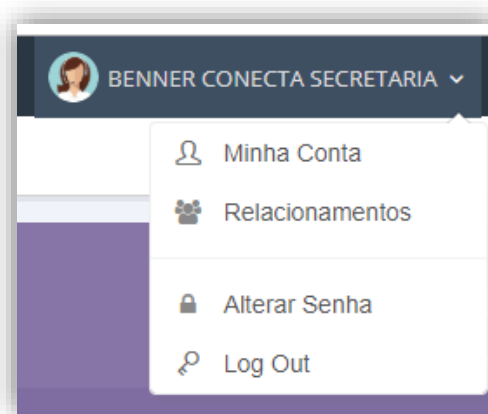 BENNER CONECTA SECRETARIA
Minha Conta
Relacionamentos
Alterar Senha
Log Out